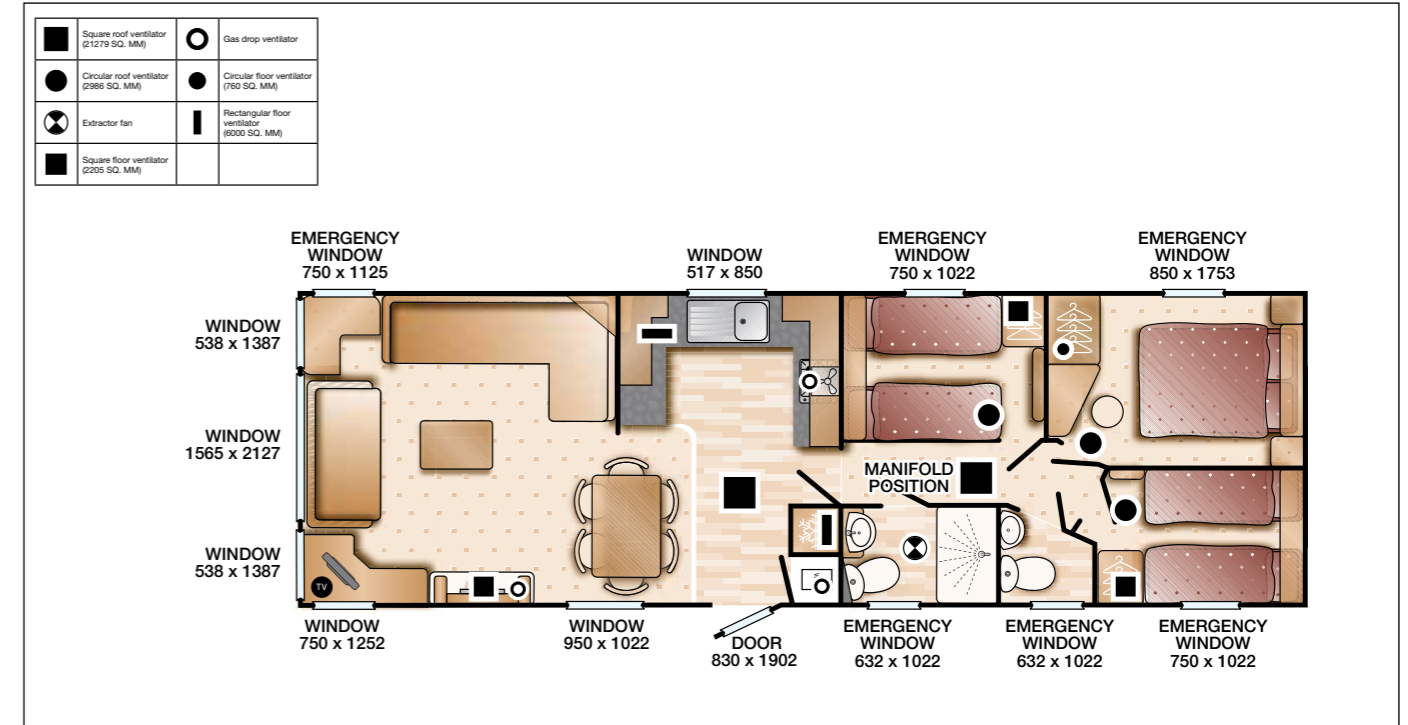 Square roof ventilator
(21279 SQ. MM)
Gas drop ventilator
Circular roof ventilator
(2986 SQ. MM)
Circular floor ventilator
(760 SQ. MM)
Extractor fan
Rectangular floor
ventilator
(6000 SQ. MM)
Square floor ventilator
(2205 SQ. MM)
EMERGENCY
WINDOW
750 x 1125
WINDOW
517 x 850
EMERGENCY
WINDOW
750 x 1022
EMERGENCY
WINDOW
850 x 1753
WINDOW
538 x 1387
WINDOW
1565 x 2127
MANIFOLD
POSITION
WINDOW
538 x 1387
TV
W
WINDOW
750 x 1252
WINDOW
950 x 1022
DOOR
830 x 1902
EMERGENCY
WINDOW
632 x 1022
EMERGENCY
WINDOW
632 x 1022
EMERGENCY
WINDOW
750 x 1022